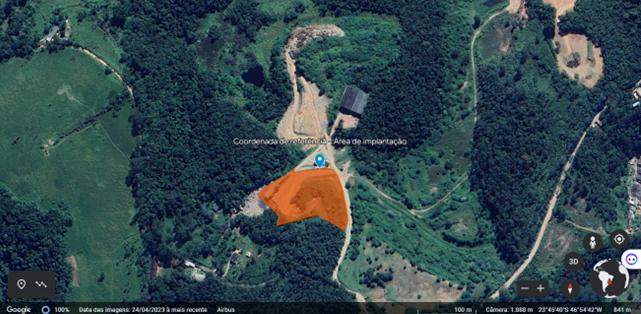 Coordenada de referência - Área de implantação
3D
Google 100% Data das imagens: 24/04/2023 à mais recente Airbus 100 m Câmera: 1.888 m 23°45'40"S 46°54'42"W 841 m